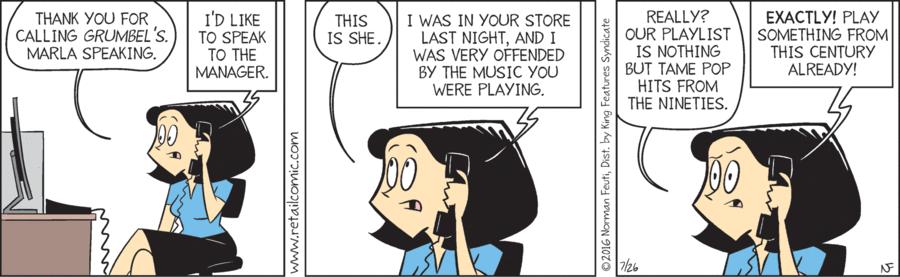 THANK YOU FOR
CALLING GRUMBEL'S.
MARLA SPEAKING.
I'D LIKE
TO SPEAK
TO THE
MANAGER.
www.retailcomic.com
THIS
IS SHE.
I WAS IN YOUR STORE
LAST NIGHT, AND I
WAS VERY OFFENDED
BY THE MUSIC YOU
WERE PLAYING.
©2016 Norman Feuti, Dist. by King Features Syndicate
REALLY?
OUR PLAYLIST
IS NOTHING
BUT TAME POP
HITS FROM
THE NINETIES.
EXACTLY! PLAY
SOMETHING FROM
THIS CENTURY
ALREADY!
7/26
NF